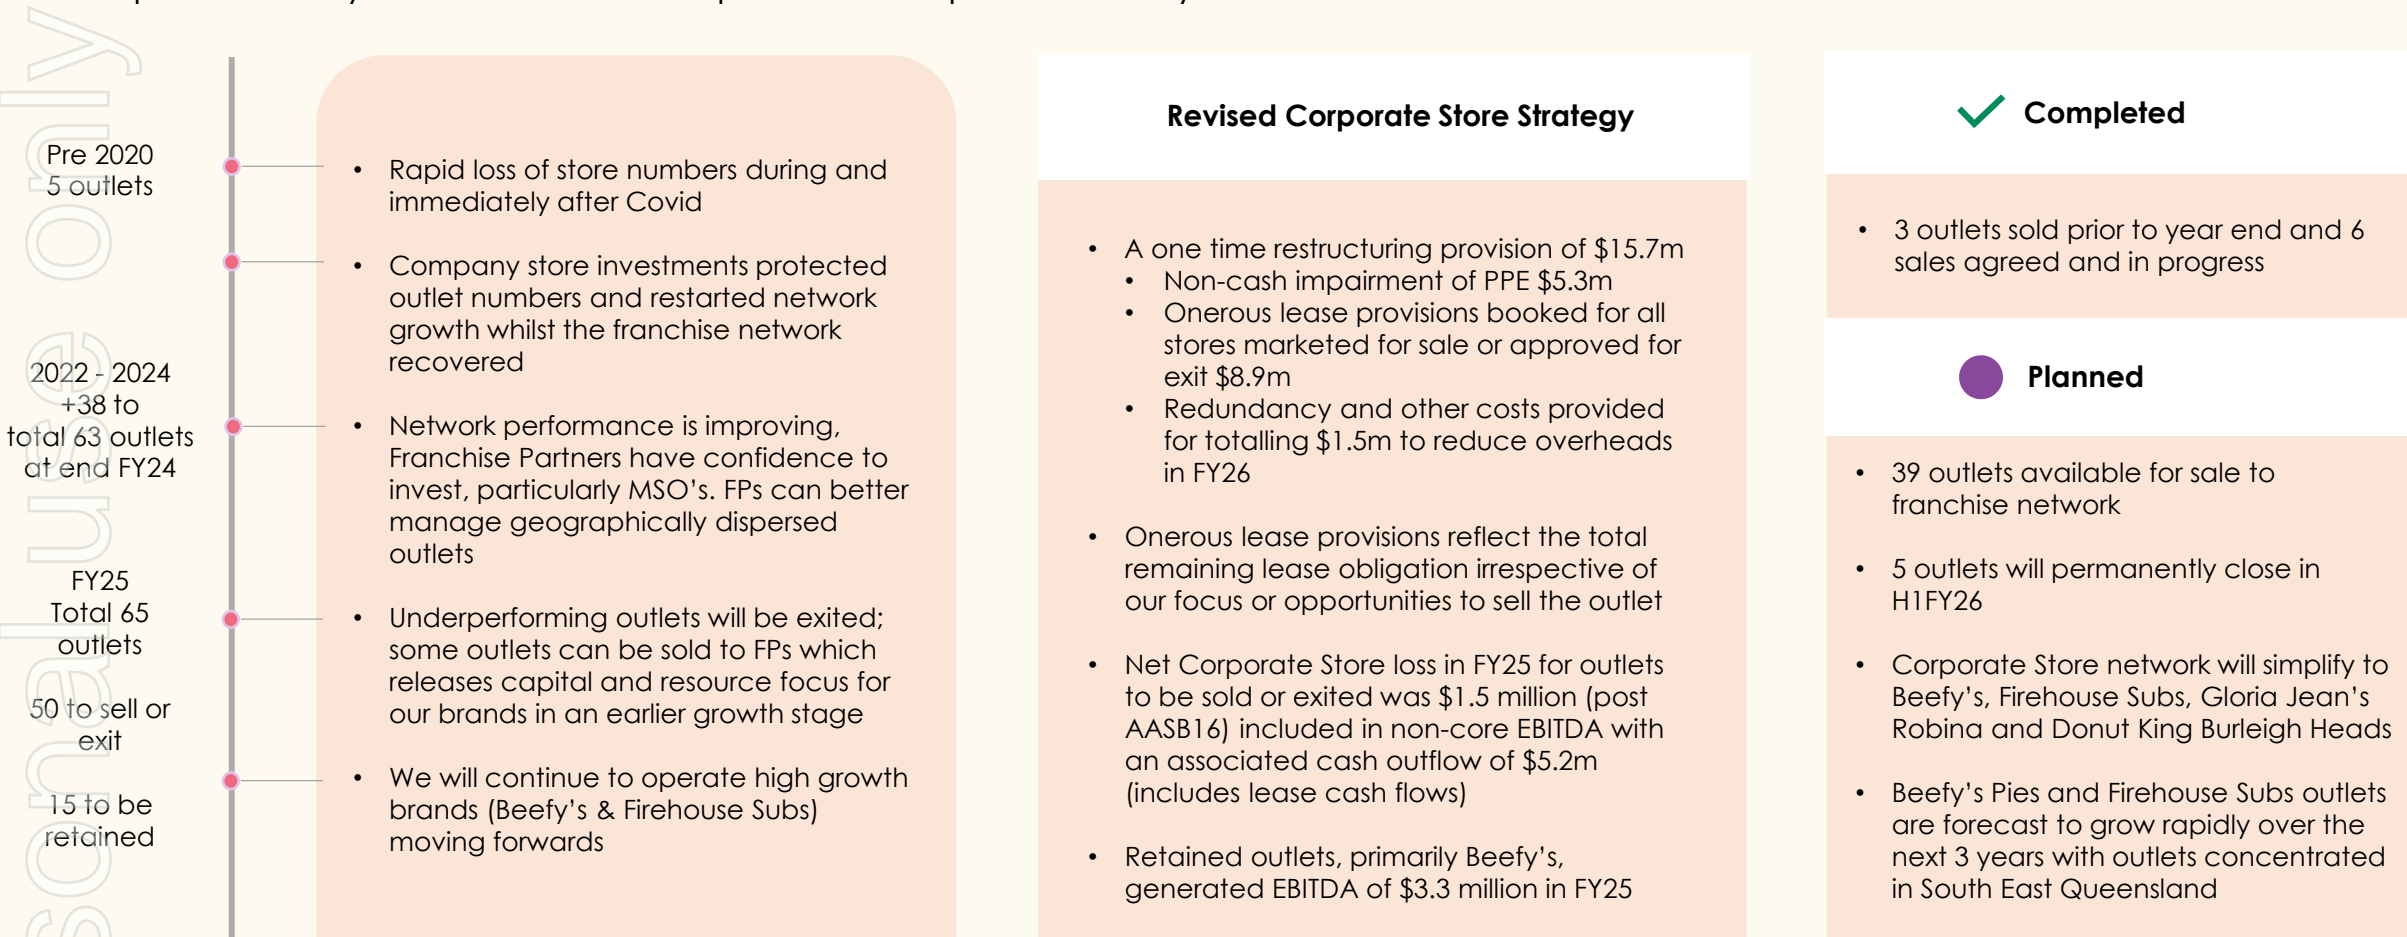 Pre 2020
5 outlets
2022 - 2024
+38 to
total 63 outlets
at end FY24
FY25
Total 65
outlets
50 to sell or
exit
15 to be
retained
• Rapid loss of store numbers during and
immediately after Covid
• Company store investments protected
outlet numbers and restarted network
growth whilst the franchise network
recovered
• Network performance is improving,
Franchise Partners have confidence to
invest, particularly MSO’s. FPs can better
manage geographically dispersed
outlets
• Underperforming outlets will be exited;
some outlets can be sold to FPs which
releases capital and resource focus for
our brands in an earlier growth stage
• We will continue to operate high growth
brands (Beefy’s & Firehouse Subs)
moving forwards
Revised Corporate Store Strategy
• A one time restructuring provision of $15.7m
• Non-cash impairment of PPE $5.3m
• Onerous lease provisions booked for all
stores marketed for sale or approved for
exit $8.9m
• Redundancy and other costs provided
for totalling $1.5m to reduce overheads
in FY26
• Onerous lease provisions reflect the total
remaining lease obligation irrespective of
our focus or opportunities to sell the outlet
• Net Corporate Store loss in FY25 for outlets
to be sold or exited was $1.5 million (post
AASB16) included in non-core EBITDA with
an associated cash outflow of $5.2m
(includes lease cash flows)
• Retained outlets, primarily Beefy’s,
generated EBITDA of $3.3 million in FY25
Completed
• 3 outlets sold prior to year end and 6
sales agreed and in progress
Planned
• 39 outlets available for sale to
franchise network
• 5 outlets will permanently close in
H1FY26
• Corporate Store network will simplify to
Beefy’s, Firehouse Subs, Gloria Jean’s
Robina and Donut King Burleigh Heads
• Beefy’s Pies and Firehouse Subs outlets
are forecast to grow rapidly over the
next 3 years with outlets concentrated
in South East Queensland
sonal use only